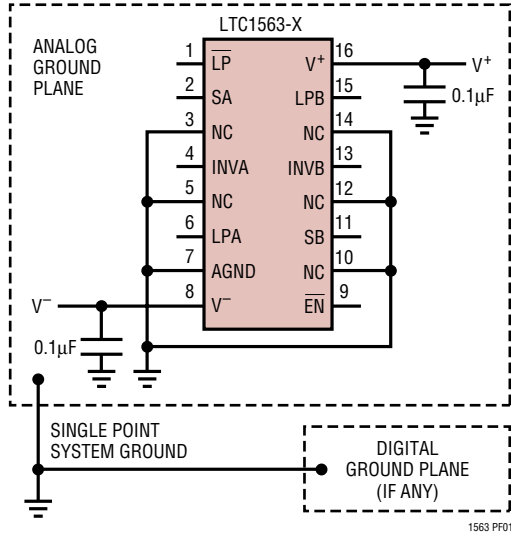 LTC1563-X
ANALOG
GROUND
PLANE
1
LP
2
SA
3
NC
4
INVA
5
NC
6
LPA
7
AGND
8
V–
16
V+
15
LPB
14
NC
13
INVB
12
NC
11
SB
10
NC
9
EN
V+
0.1µF
V–
0.1µF
SINGLE POINT
SYSTEM GROUND
DIGITAL
GROUND PLANE
(IF ANY)
1563 PF01